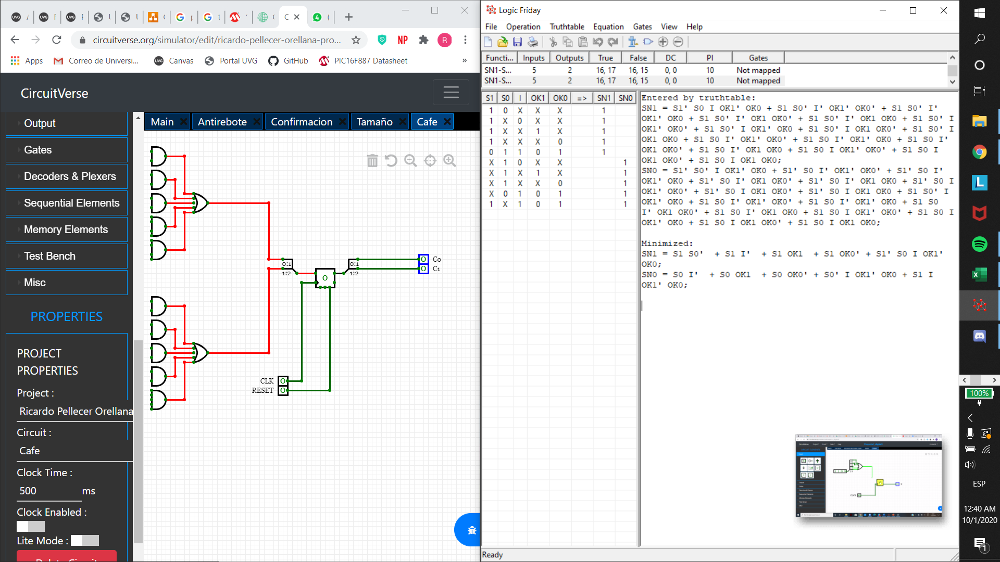 circuitverse.org/simulator/edit/ricardo-pellecer-orellana-pro...
NP
R
Apps
Correo de Universi...
Canvas
Portal UVG
GitHub
PIC16F887 Datasheet
»
CircuitVerse
Output
Gates
Decoders & Plexers
Sequential Elements
Memory Elements
Test Bench
Misc
PROPERTIES
PROJECT
PROPERTIES
Project :
Ricardo Pellecer Orellana
Circuit :
Cafe
Clock Time :
500 ms
Clock Enabled :
Lite Mode :
Main
Antirebote
Confirmacion
Tamaño
Cafe
0:1
1:2
0
0:1
1:2
0 C0
0 C1
CLK 0
RESET 0
Logic Friday
File Operation Truthtable Equation Gates View Help
Functi... Inputs Outputs True False DC PI Gates
SN1-S... 5 2 16, 17 16, 15 0, 0 10 Not mapped
SN1-S... 5 2 16, 17 16, 15 0, 0 10 Not mapped
S1 S0 I OK1 OK0 => SN1 SN0
1 0 X X X 1
1 X 0 X X 1
1 X X 1 X 1
1 X X X 0 1
0 1 1 0 1 1
X 1 0 X X 1
X 1 X 1 X 1
X 1 X X 0 1
X 0 1 0 1 1
1 X 1 0 1 1
Entered by truthtable:
SN1 = S1' S0 I OK1' OK0 + S1 S0' I' OK1' OK0' + S1 S0' I'
OK1' OK0 + S1 S0' I' OK1 OK0' + S1 S0' I' OK1 OK0 + S1 S0' I
OK1' OK0' + S1 S0' I OK1' OK0 + S1 S0' I OK1 OK0' + S1 S0' I
OK1 OK0 + S1 S0 I' OK1' OK0' + S1 S0 I' OK1' OK0 + S1 S0 I'
OK1 OK0' + S1 S0 I' OK1 OK0 + S1 S0 I OK1' OK0' + S1 S0 I
OK1 OK0' + S1 S0 I OK1 OK0;
SN0 = S1' S0' I OK1' OK0 + S1' S0 I' OK1' OK0' + S1' S0 I'
OK1' OK0 + S1' S0 I' OK1 OK0' + S1' S0 I' OK1 OK0 + S1' S0 I
OK1' OK0' + S1' S0 I OK1 OK0' + S1' S0 I OK1 OK0 + S1 S0' I
OK1' OK0 + S1 S0 I' OK1' OK0' + S1 S0 I' OK1' OK0 + S1 S0
I' OK1 OK0' + S1 S0 I' OK1 OK0 + S1 S0 I OK1' OK0' + S1 S0 I
OK1' OK0 + S1 S0 I OK1 OK0' + S1 S0 I OK1 OK0;
Minimized:
SN1 = S1 S0' + S1 I' + S1 OK1 + S1 OK0' + S1' S0 I OK1'
OK0;
SN0 = S0 I' + S0 OK1 + S0 OK0' + S0' I OK1' OK0 + S1 I
OK1' OK0;
Ready
100%
ESP
12:40 AM
10/1/2020
1